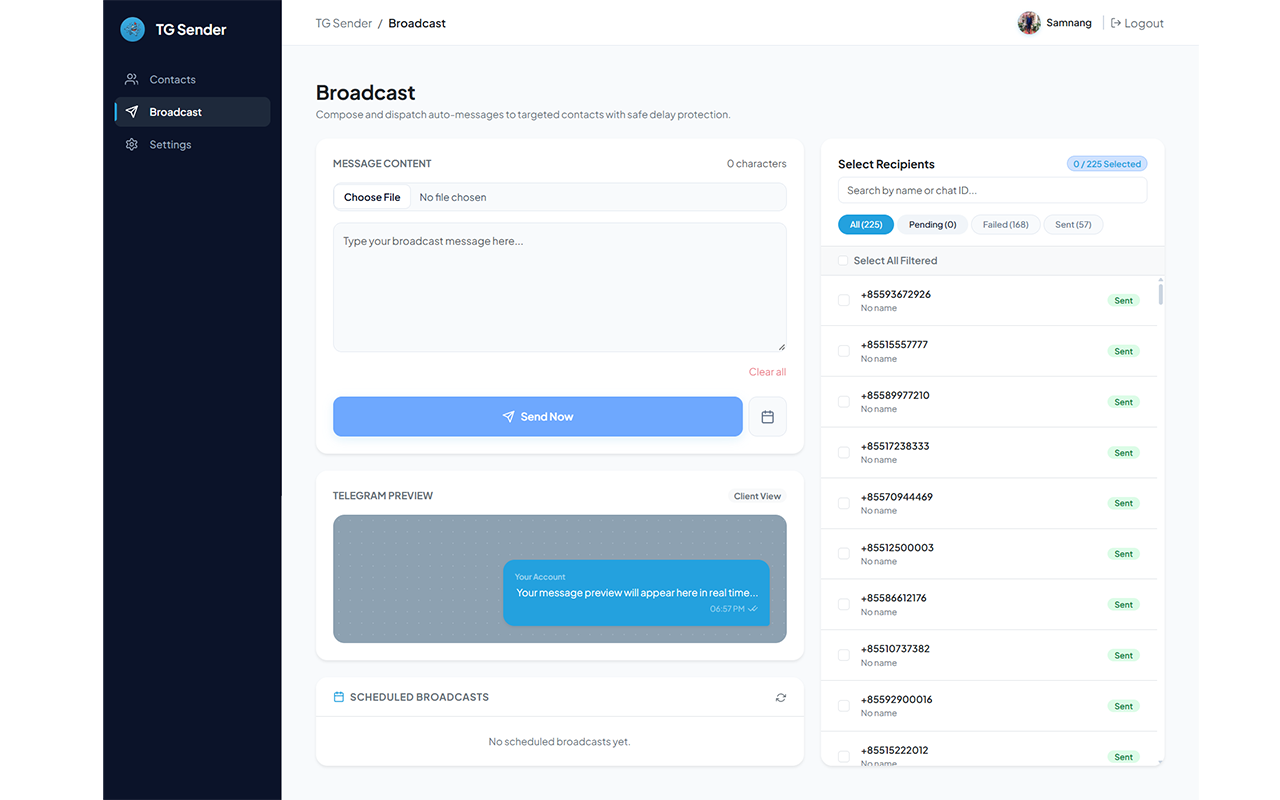 TG Sender
Contacts
Broadcast
Settings
TG Sender / Broadcast
Samnang
Logout
Broadcast
Compose and dispatch auto-messages to targeted contacts with safe delay protection.
MESSAGE CONTENT
0 characters
Choose File No file chosen
Type your broadcast message here...
Clear all
Send Now
TELEGRAM PREVIEW
Client View
Your Account
Your message preview will appear here in real time...
06:57 PM
SCHEDULED BROADCASTS
No scheduled broadcasts yet.
Select Recipients
0 / 225 Selected
Search by name or chat ID...
All (225) Pending (0) Failed (168) Sent (57)
Select All Filtered
+85593672926
No name
Sent
+85515557777
No name
Sent
+85589977210
No name
Sent
+85517238333
No name
Sent
+85570944469
No name
Sent
+85512500003
No name
Sent
+85586612176
No name
Sent
+85510737382
No name
Sent
+85592900016
No name
Sent
+85515222012
No name
Sent